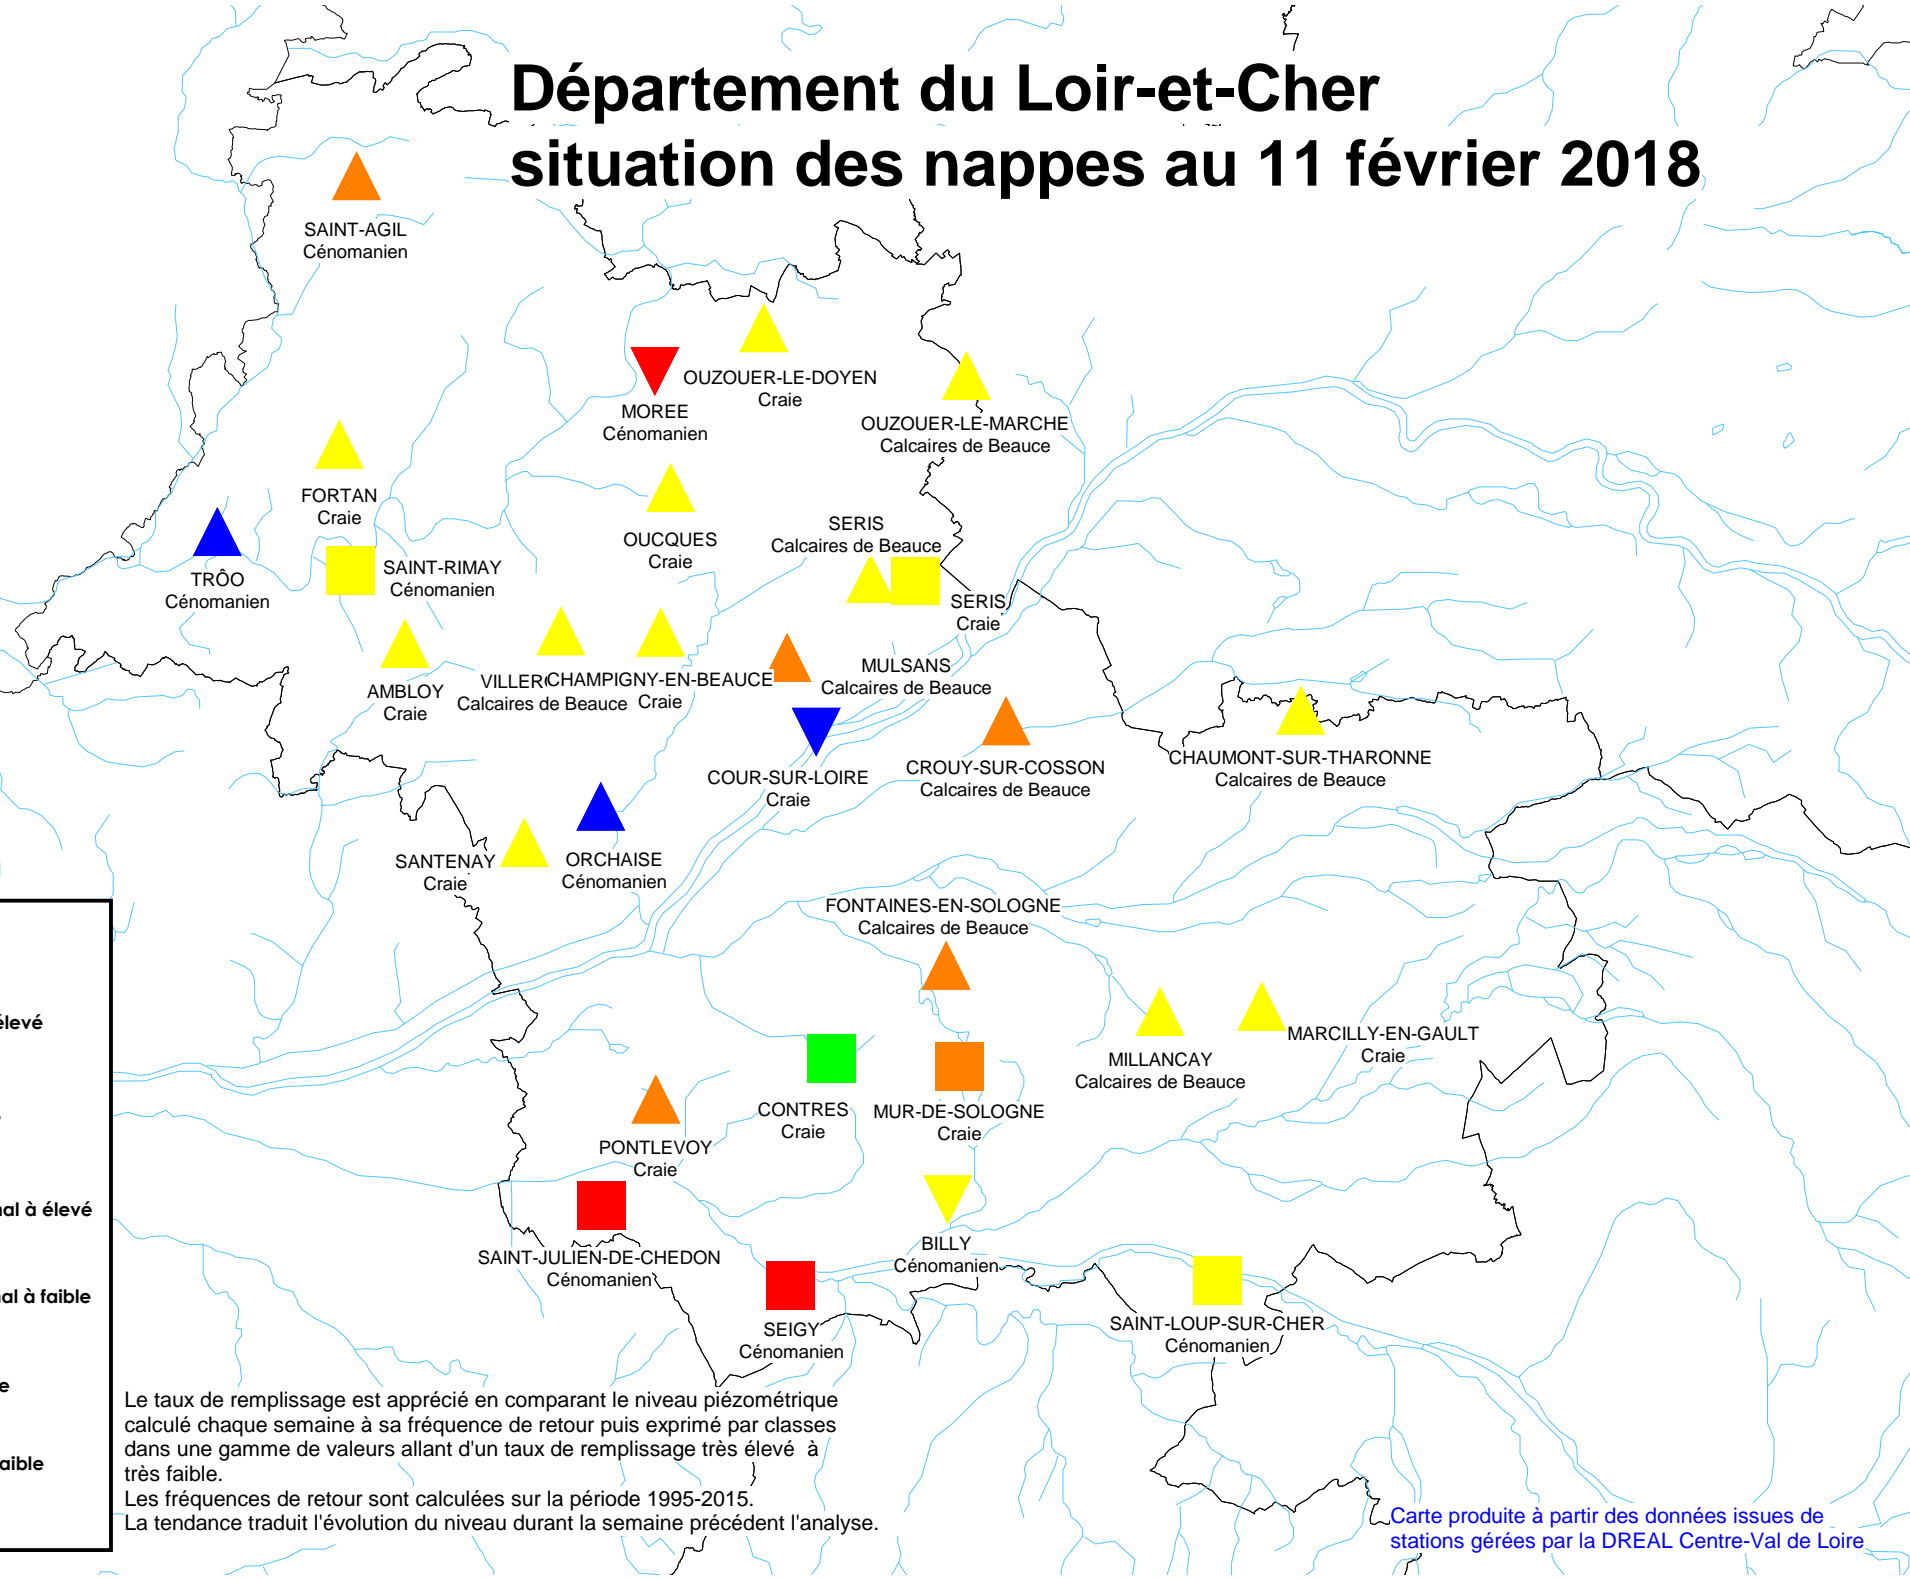 Département du Loir-et-Cher
situation des nappes au 11 février 2018
SAINT-AGIL
Cénomanien
OUZOUER-LE-DOYEN
Craie
MOREE
Cénomanien
OUZOUER-LE-MARCHE
Calcaires de Beauce
FORTAN
Craie
OUCQUES
Craie
SERIS
Calcaires de Beauce
TRÔO
Cénomanien
SAINT-RIMAY
Cénomanien
SERIS
Craie
AMBLOY
Craie
Calcaires de Beauce
CHAMPIGNY-EN-BEAUCE
Craie
MULSANS
Calcaires de Beauce
COUR-SUR-LOIRE
Craie
CROUY-SUR-COSSON
Calcaires de Beauce
CHAUMONT-SUR-THARONNE
Calcaires de Beauce
SANTENAY
Craie
ORCHAISE
Cénomanien
FONTAINES-EN-SOLOGNE
Calcaires de Beauce
MARCILLY-EN-GAULT
Craie
MILLANCAY
Calcaires de Beauce
CONTRES
Craie
MUR-DE-SOLOGNE
Craie
PONTLEVOY
Craie
SAINT-JULIEN-DE-CHEDON
Cénomanien
BILLY
Cénomanien
SEIGY
Cénomanien
SAINT-LOUP-SUR-CHER
Cénomanien
élevé
à élevé
à faible
Le taux de remplissage est apprécié en comparant le niveau piézométrique
calculé chaque semaine à sa fréquence de retour puis exprimé par classes
dans une gamme de valeurs allant d'un taux de remplissage très élevé à
très faible.
Les fréquences de retour sont calculées sur la période 1995-2015.
La tendance traduit l'évolution du niveau durant la semaine précédent l'analyse.
Carte produite à partir des données issues de
stations gérées par la DREAL Centre-Val de Loire